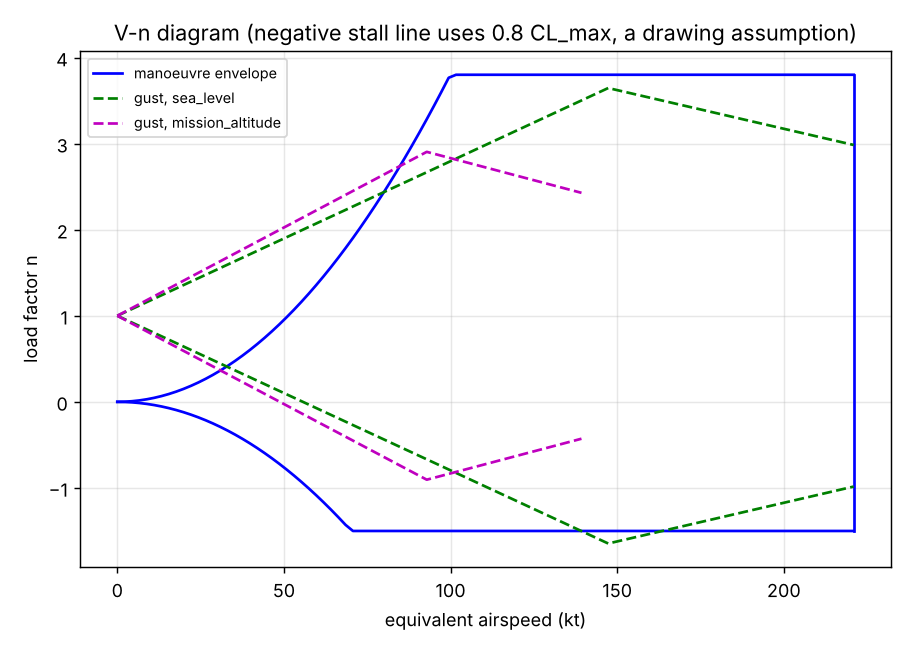 V-n diagram (negative stall line uses 0.8 CL_max, a drawing assumption)
manoeuvre envelope
gust, sea_level
gust, mission_altitude
load factor n
4
3
2
1
0
−1
0 50 100 150 200
equivalent airspeed (kt)